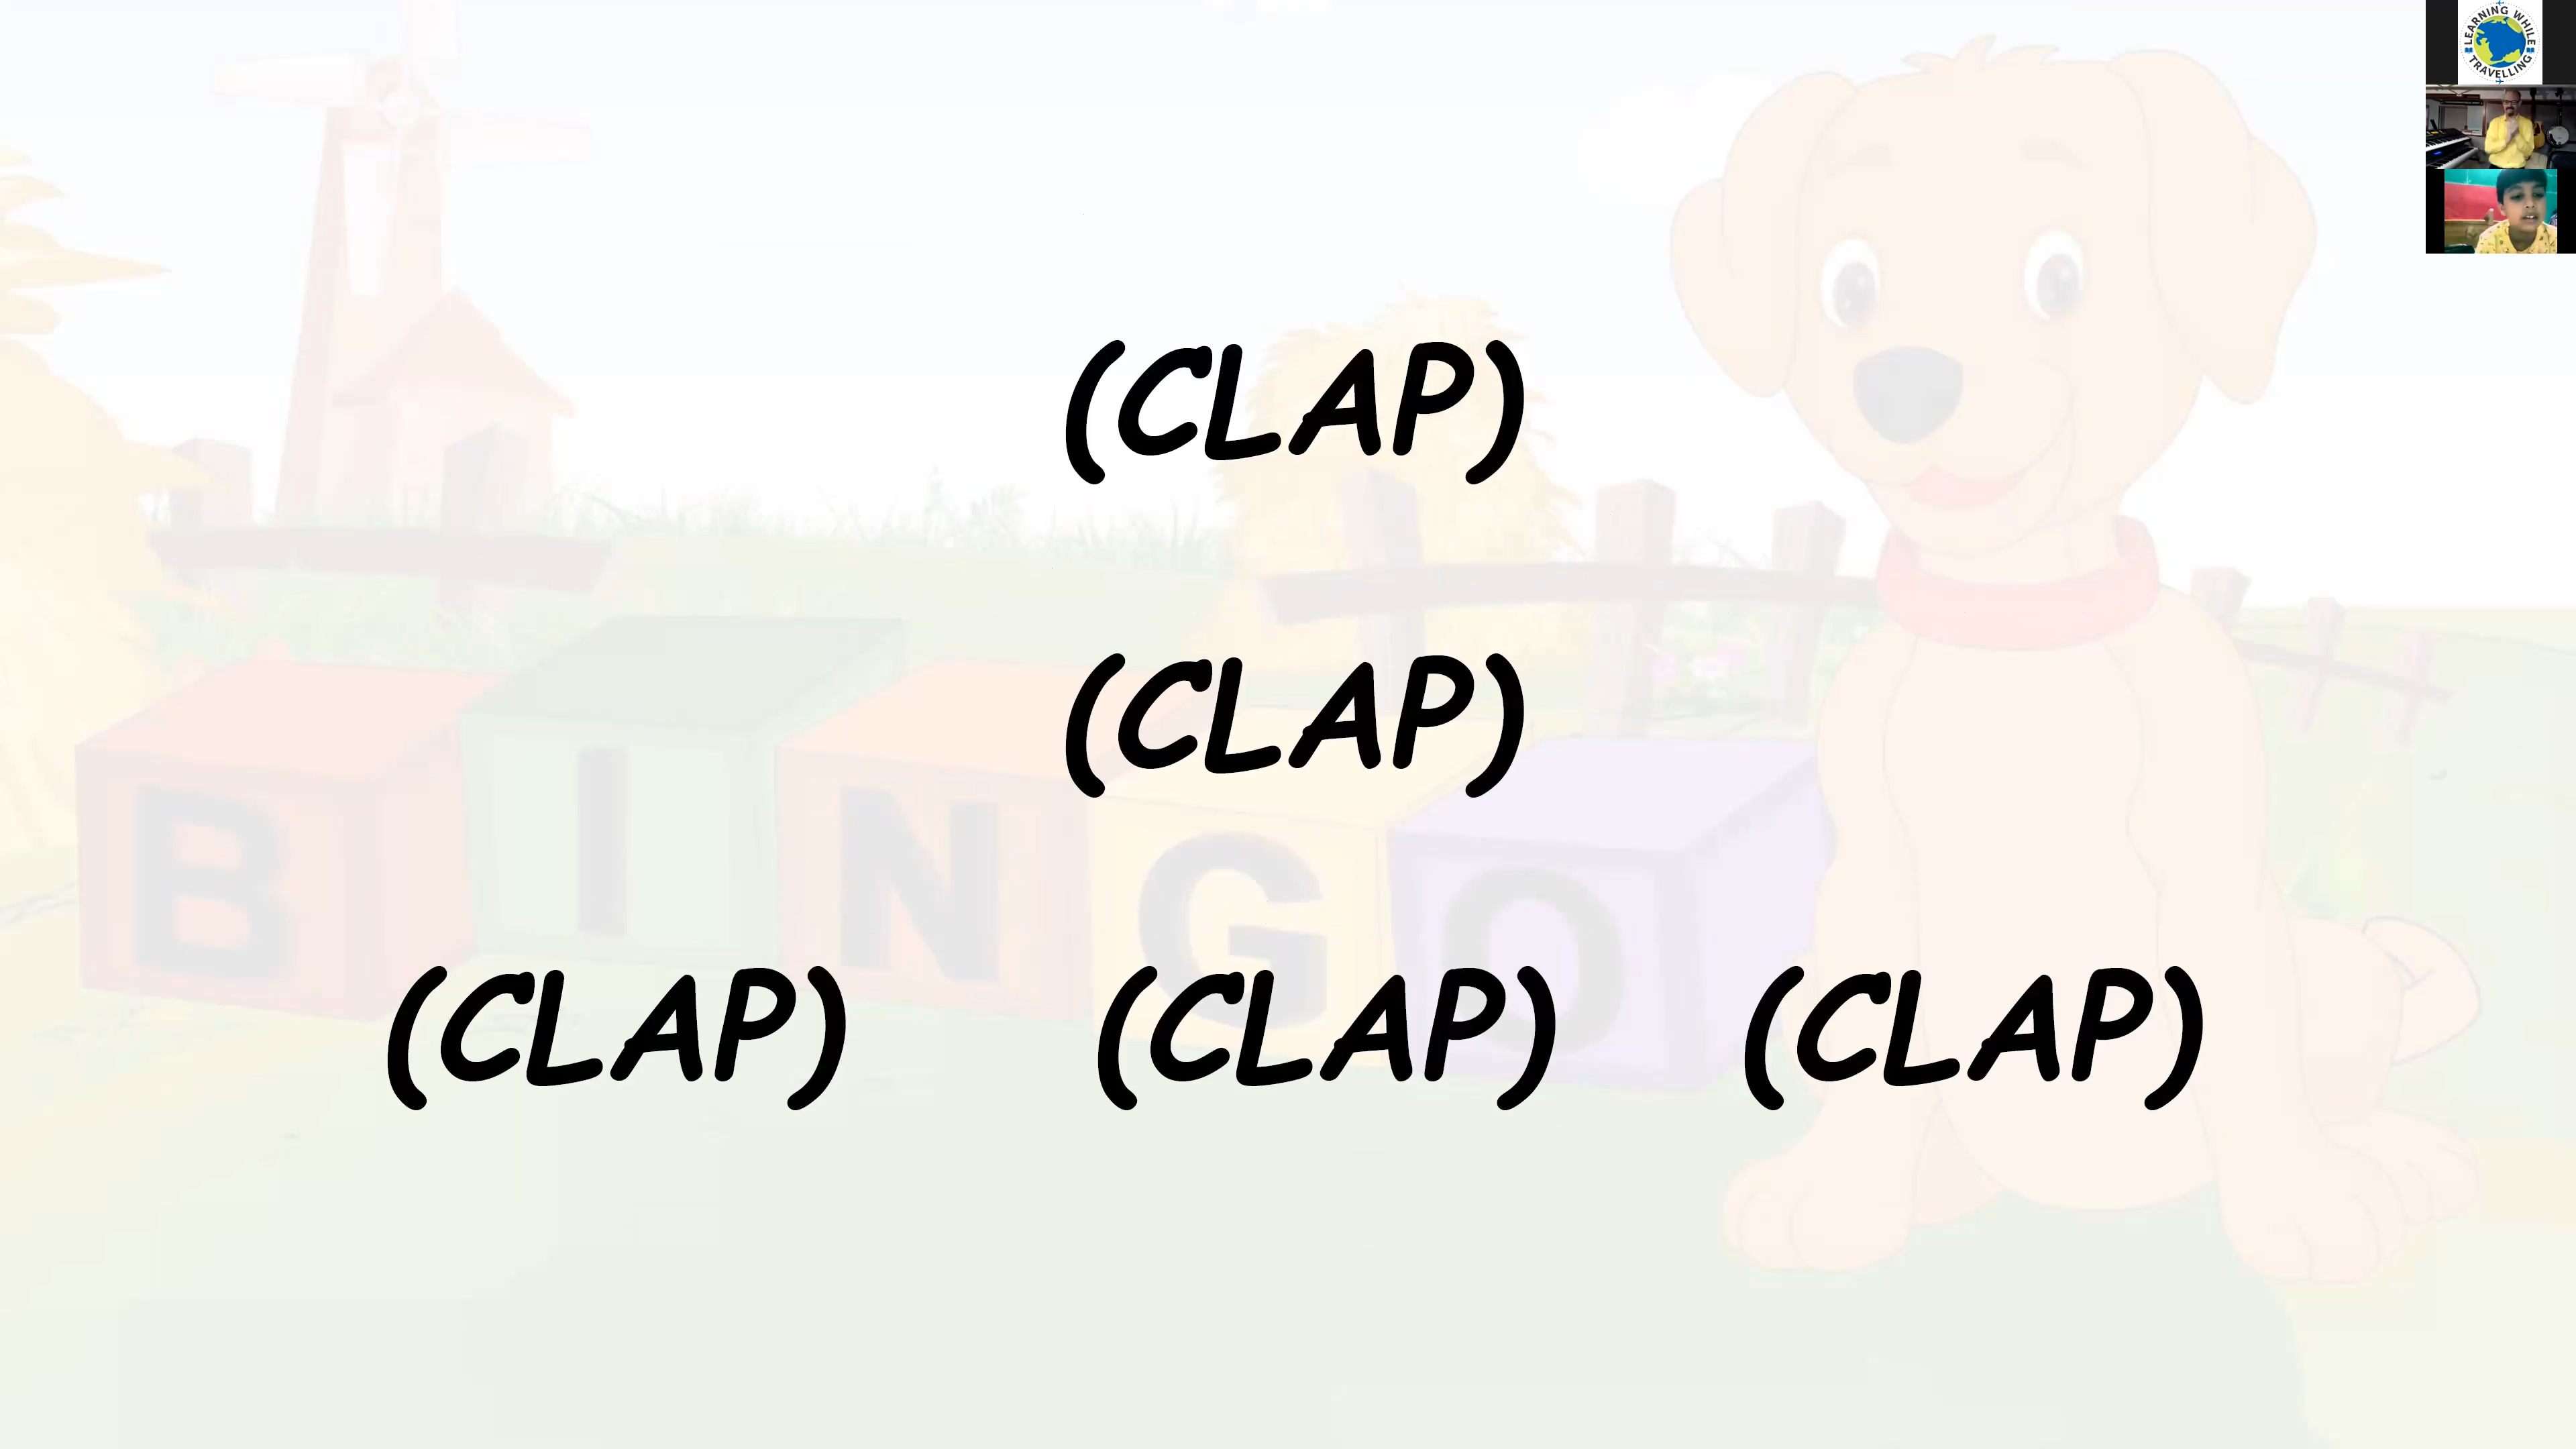 (CLAP)
(CLAP)
(CLAP) (CLAP) (CLAP)
B I N G O
LEARNING WHILE
TRAVELLING